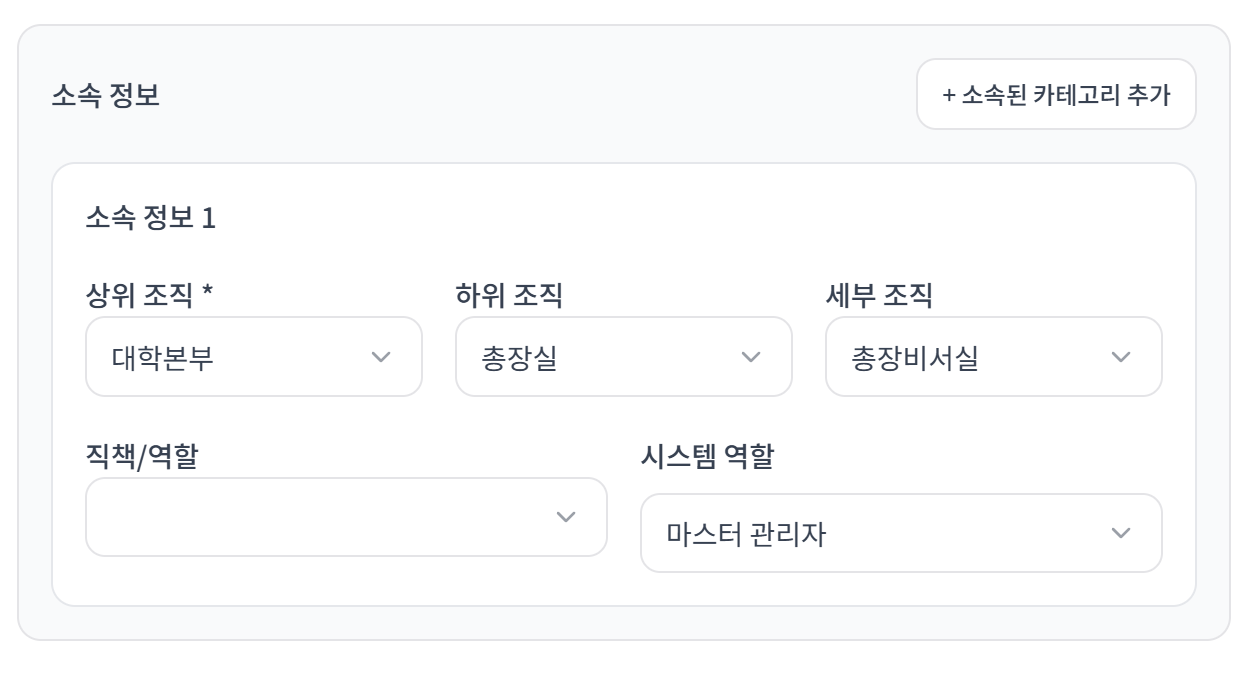 소속 정보
+ 소속된 카테고리 추가
소속 정보 1
상위 조직 *
하위 조직
세부 조직
대학본부
총장실
총장비서실
직책/역할
시스템 역할
마스터 관리자